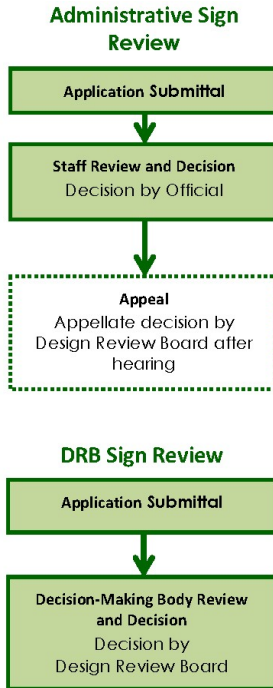 Administrative Sign
Review
Application Submittal
Staff Review and Decision
Decision by Official
Appeal
Appellate decision by
Design Review Board after
hearing
DRB Sign Review
Application Submittal
Decision-Making Body Review
and Decision
Decision by
Design Review Board